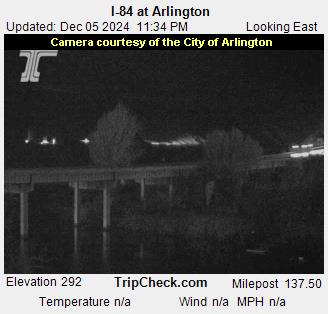 I-84 at Arlington
Updated: Dec 05 2024 11:34 PM Looking East
Camera courtesy of the City of Arlington
Elevation 292 TripCheck.com Milepost 137.50
Temperature n/a Wind n/a MPH n/a